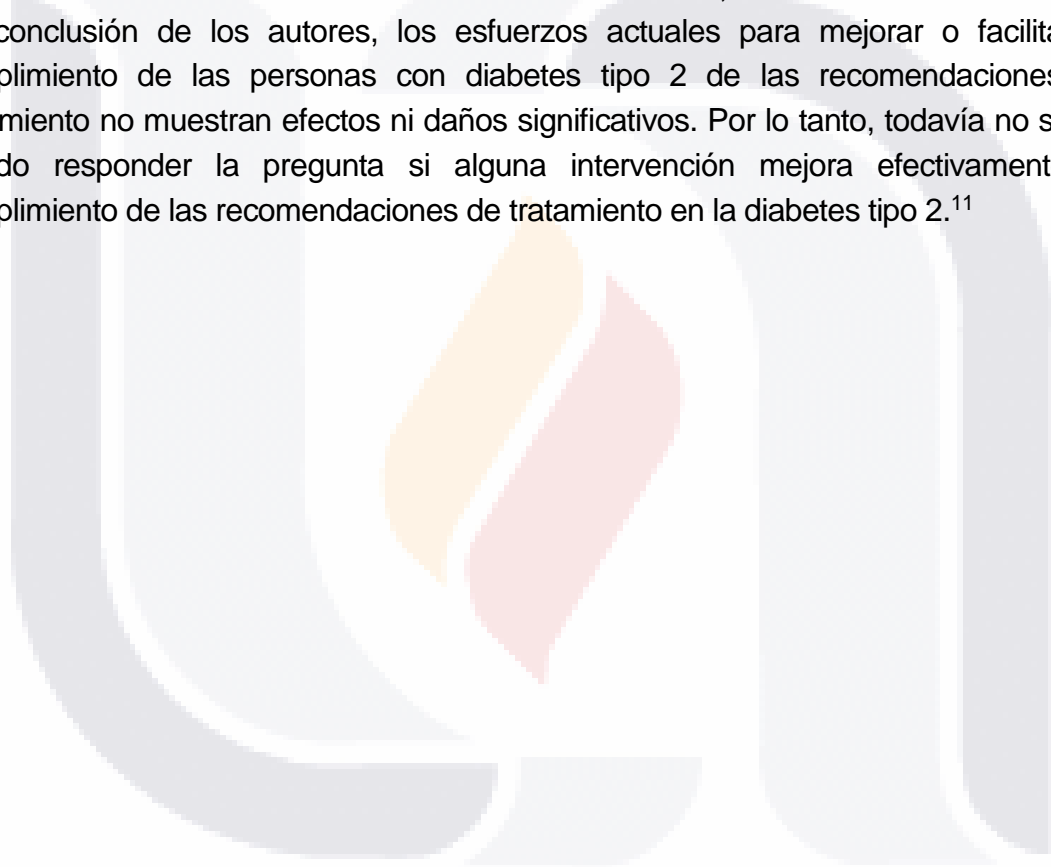 conclusión de los autores, los esfuerzos actuales para mejorar o facilita
plimiento de las personas con diabetes tipo 2 de las recomendaciones
miento no muestran efectos ni daños significativos. Por lo tanto, todavía no s
do responder la pregunta si alguna intervención mejora efectivament
plimiento de las recomendaciones de tratamiento en la diabetes tipo 2.¹¹